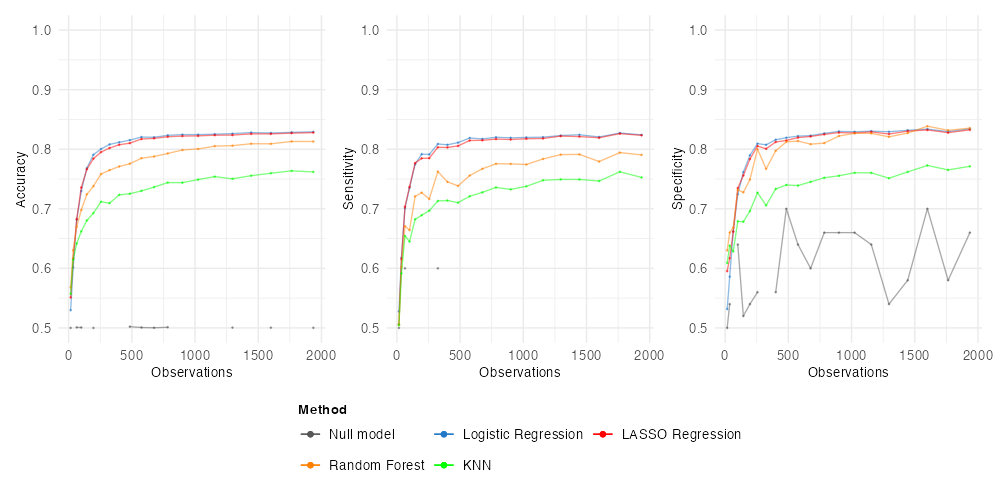 1.0
0.9
0.8
0.7
0.6
0.5
Accuracy
0 500 1000 1500 2000
Observations
1.0
0.9
0.8
0.7
0.6
0.5
Sensitivity
0 500 1000 1500 2000
Observations
1.0
0.9
0.8
0.7
0.6
0.5
Specificity
0 500 1000 1500 2000
Observations
Method
Null model Logistic Regression LASSO Regression
Random Forest KNN